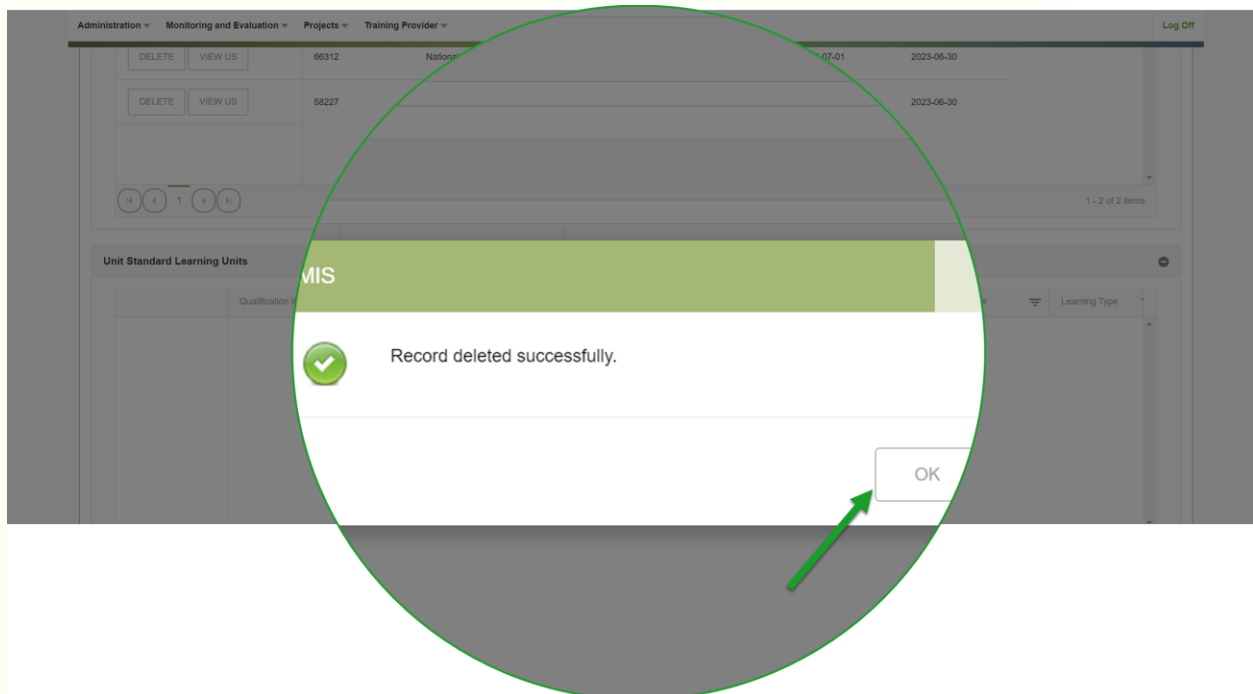 Administration Monitoring and Evaluation Projects Training Provider Log Off
DELETE VIEW US 66312 National 07-01 2023-06-30
DELETE VIEW US 58227 2023-06-30
1 1 - 2 of 2 items
Unit Standard Learning Units
MIS
Qualification Learning Type
Record deleted successfully.
OK